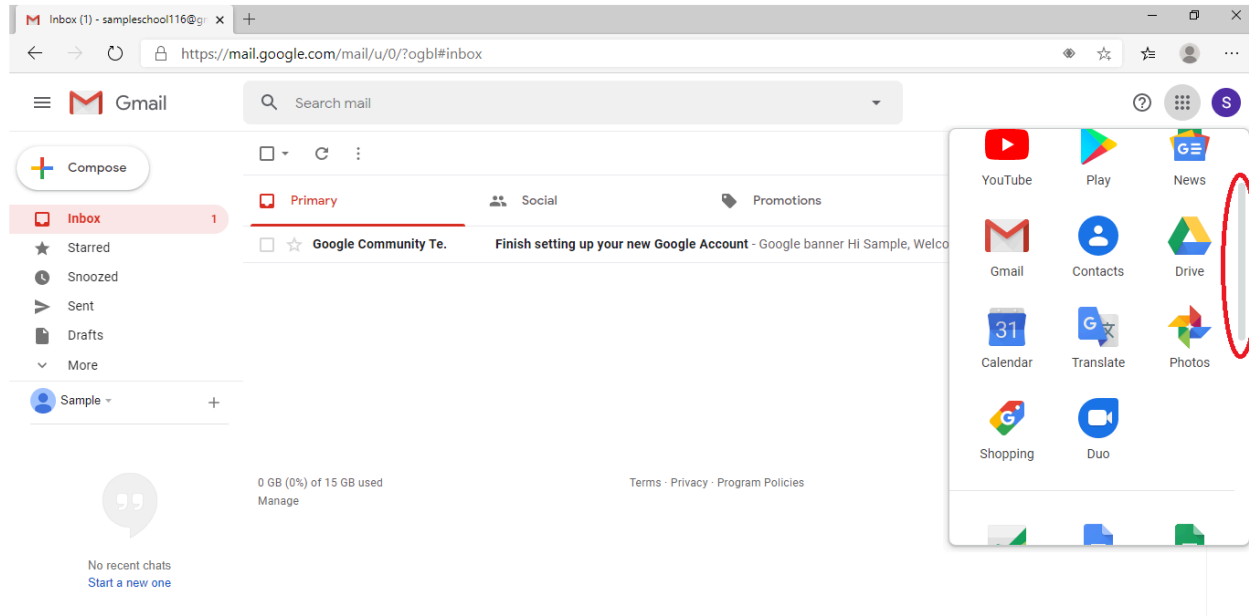 Inbox (1) - sampleschool116@gr
https://mail.google.com/mail/u/0/?ogbl#inbox
Gmail
Search mail
S
Compose
Inbox 1
Starred
Snoozed
Sent
Drafts
More
Sample
No recent chats
Start a new one
Primary
Social
Promotions
Google Community Te. Finish setting up your new Google Account - Google banner Hi Sample, Welco
0 GB (0%) of 15 GB used
Manage
Terms · Privacy · Program Policies
GE
YouTube Play News
Gmail Contacts Drive
31 G 文
Calendar Translate Photos
G
Shopping Duo